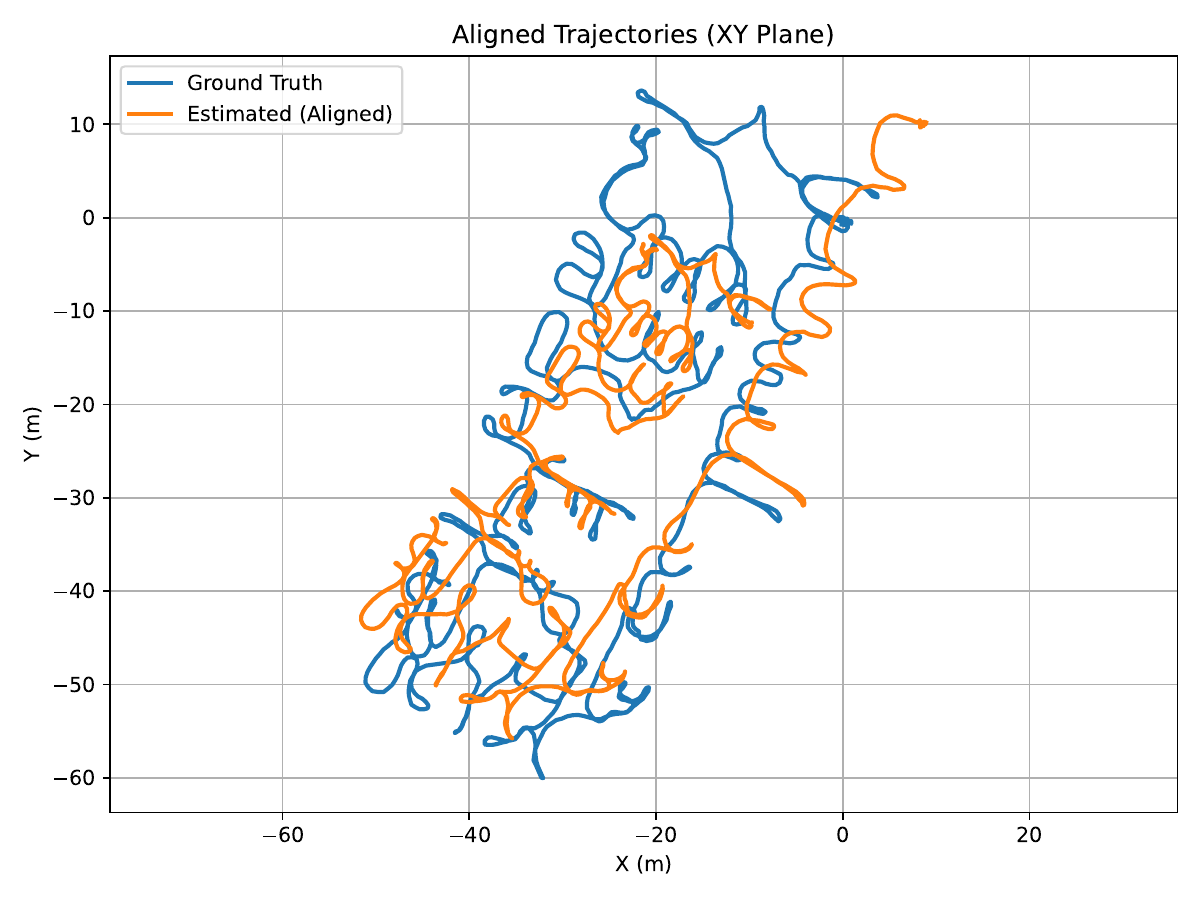 Aligned Trajectories (XY Plane)
Ground Truth
Estimated (Aligned)
10
0
−10
−20
−30
−40
−50
−60
Y (m)
−60
−40
−20
0
20
X (m)